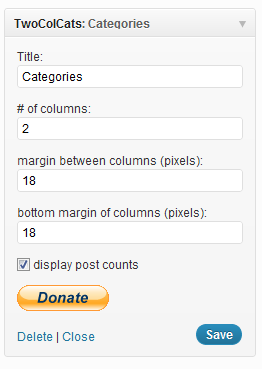 TwoColCats: Categories
Title:
Categories
# of columns:
2
margin between columns (pixels):
18
bottom margin of columns (pixels):
18
display post counts
Donate
Delete | Close Save